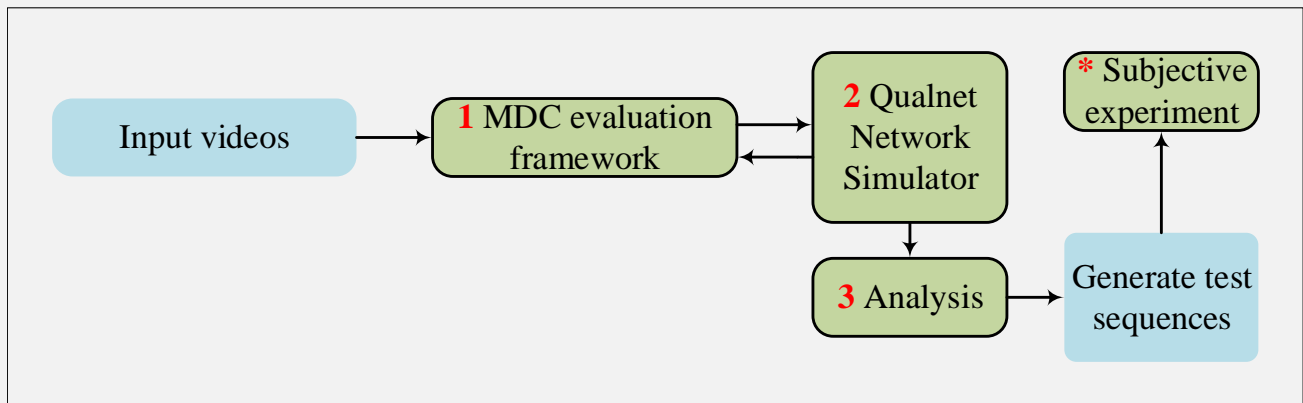 Input videos
1 MDC evaluation
framework
2 Qualnet
Network
Simulator
3 Analysis
Generate test
sequences
* Subjective
experiment